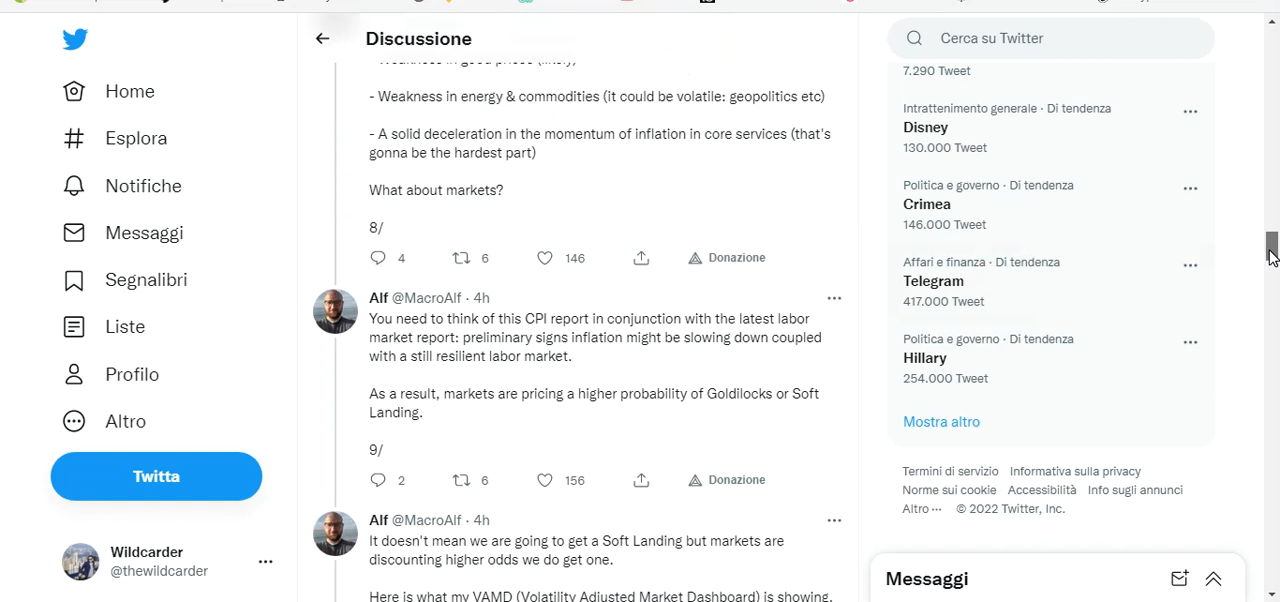 Home
Esplora
Notifiche
Messaggi
Segnalibri
Liste
Profilo
Altro
Twitta
Wildcarder
@thewildcarder
Discussione
- Weakness in good prices (likely)
- Weakness in energy & commodities (it could be volatile: geopolitics etc)
- A solid deceleration in the momentum of inflation in core services (that's
gonna be the hardest part)
What about markets?
8/
4 6 146 Donazione
Alf @MacroAlf · 4h
You need to think of this CPI report in conjunction with the latest labor
market report: preliminary signs inflation might be slowing down coupled
with a still resilient labor market.
As a result, markets are pricing a higher probability of Goldilocks or Soft
Landing.
9/
2 6 156 Donazione
Alf @MacroAlf · 4h
It doesn't mean we are going to get a Soft Landing but markets are
discounting higher odds we do get one.
Here is what my VAMD (Volatility Adjusted Market Dashboard) is showing.
Cerca su Twitter
7.290 Tweet
Intrattenimento generale · Di tendenza
Disney
130.000 Tweet
Politica e governo · Di tendenza
Crimea
146.000 Tweet
Affari e finanza · Di tendenza
Telegram
417.000 Tweet
Politica e governo · Di tendenza
Hillary
254.000 Tweet
Mostra altro
Termini di servizio Informativa sulla privacy
Norme sui cookie Accessibilità Info sugli annunci
Altro ··· © 2022 Twitter, Inc.
Messaggi